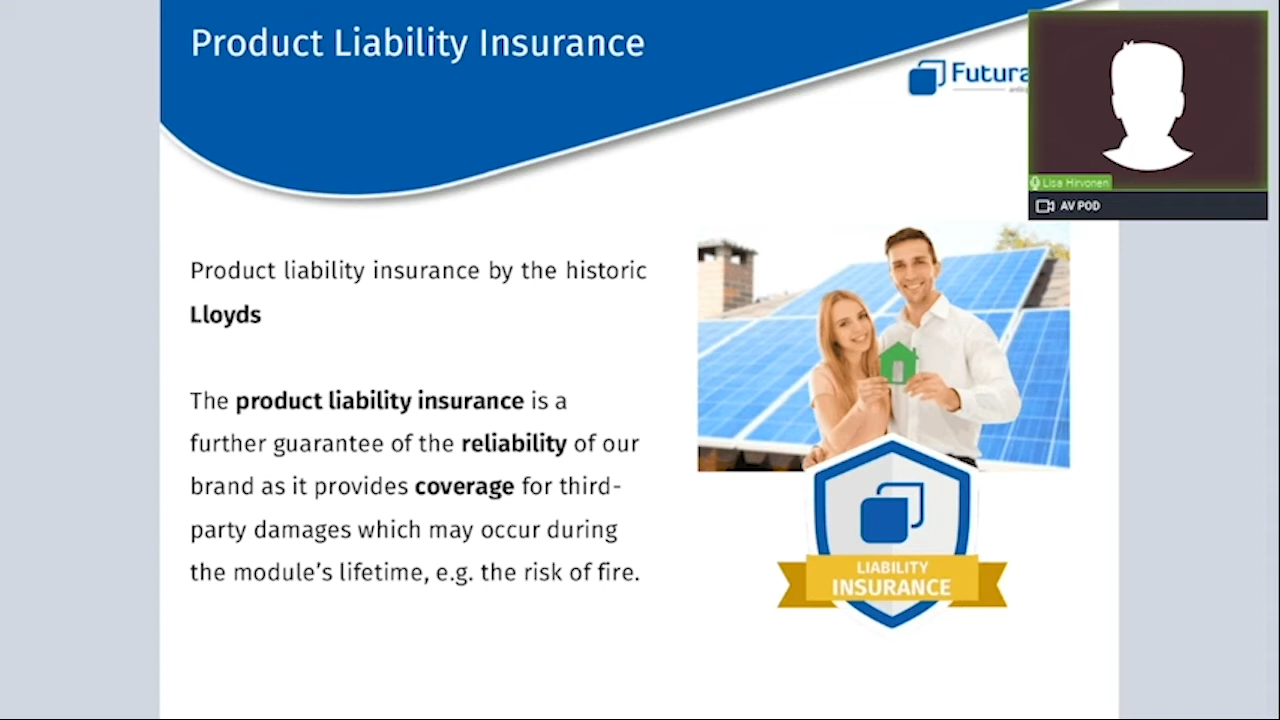 Product Liability Insurance
Futura
Lisa Hirvonen
AV POD
Product liability insurance by the historic
Lloyds
The product liability insurance is a
further guarantee of the reliability of our
brand as it provides coverage for third-
party damages which may occur during
the module’s lifetime, e.g. the risk of fire.
LIABILITY
INSURANCE